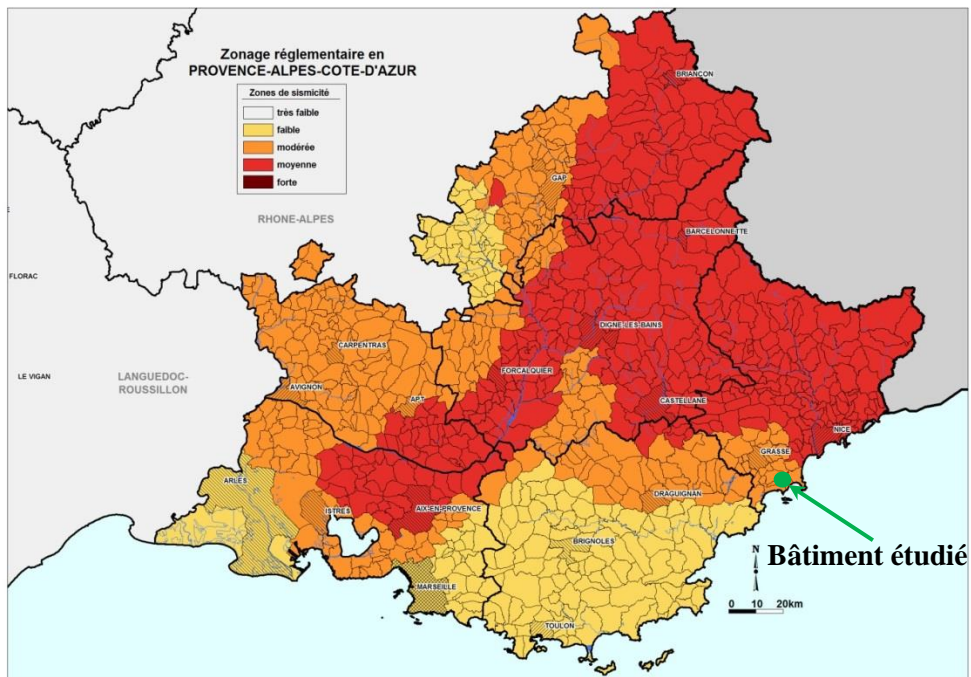 Zonage réglementaire en
PROVENCE-ALPES-COTE-D'AZUR
Zones de sismicité
très faible
faible
modérée
moyenne
forte
BRIANÇON
GAP
RHONE-ALPES
BARCELONNETTE
FLORAC
DIGNE-LES-BAINS
CARPENTRAS
LE VIGAN
LANGUEDOC-
ROUSSILLON
FORCALQUIER
AVIGNON
APT
CASTELLANE
NICE
GRASSE
ARLES
DRAGUIGNAN
ISTRES
AIX-EN-PROVENCE
BRIGNOLES
Bâtiment étudié
N
MARSEILLE
0 10 20km
TOULON